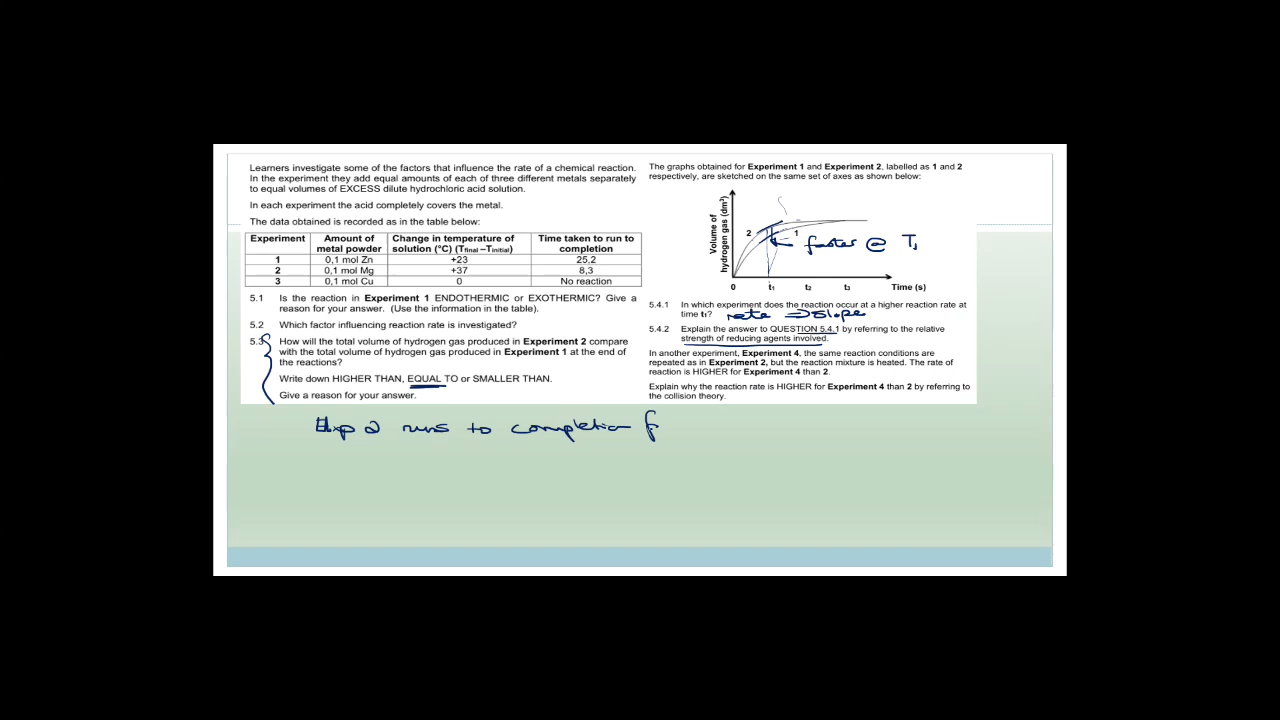 Learners investigate some of the factors that influence the rate of a chemical reaction.
In the experiment they add equal amounts of each of three different metals separately
to equal volumes of EXCESS dilute hydrochloric acid solution.
In each experiment the acid completely covers the metal.
The data obtained is recorded as in the table below:
Experiment | Amount of metal powder | Change in temperature of solution (°C) (Tfinal –Tinitial) | Time taken to run to completion
1 | 0,1 mol Zn | +23 | 25,2
2 | 0,1 mol Mg | +37 | 8,3
3 | 0,1 mol Cu | 0 | No reaction
5.1 Is the reaction in Experiment 1 ENDOTHERMIC or EXOTHERMIC? Give a
reason for your answer. (Use the information in the table).
5.2 Which factor influencing reaction rate is investigated?
5.3 How will the total volume of hydrogen gas produced in Experiment 2 compare
with the total volume of hydrogen gas produced in Experiment 1 at the end of
the reactions?
Write down HIGHER THAN, EQUAL TO or SMALLER THAN.
Give a reason for your answer.
Exp 2 runs to completion f
The graphs obtained for Experiment 1 and Experiment 2, labelled as 1 and 2
respectively, are sketched on the same set of axes as shown below:
Volume of
hydrogen gas (dm³)
2
1
faster @ T1
0 t1 t2 t3 Time (s)
5.4.1 In which experiment does the reaction occur at a higher reaction rate at
time t1? rate ⇒ slope
5.4.2 Explain the answer to QUESTION 5.4.1 by referring to the relative
strength of reducing agents involved.
In another experiment, Experiment 4, the same reaction conditions are
repeated as in Experiment 2, but the reaction mixture is heated. The rate of
reaction is HIGHER for Experiment 4 than 2.
Explain why the reaction rate is HIGHER for Experiment 4 than 2 by referring to
the collision theory.